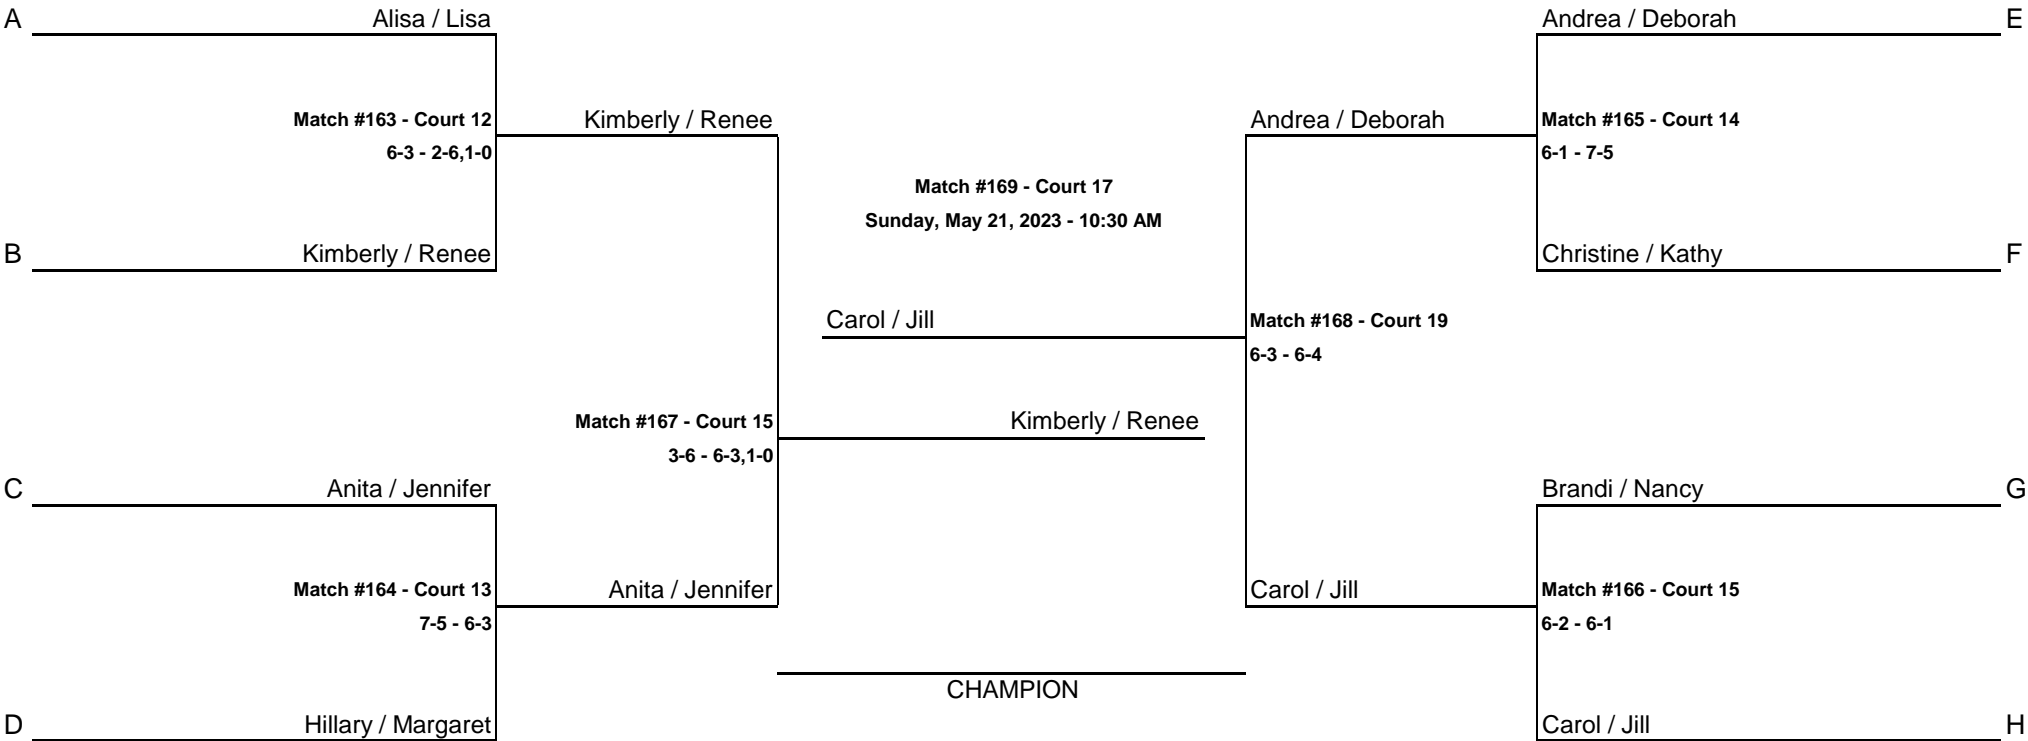 A
Alisa / Lisa
Andrea / Deborah
E
Match #163 - Court 12
6-3 - 2-6,1-0
Kimberly / Renee
Andrea / Deborah
Match #165 - Court 14
6-1 - 7-5
Match #169 - Court 17
Sunday, May 21, 2023 - 10:30 AM
B
Kimberly / Renee
Christine / Kathy
F
Carol / Jill
Match #168 - Court 19
6-3 - 6-4
Match #167 - Court 15
3-6 - 6-3,1-0
Kimberly / Renee
C
Anita / Jennifer
Brandi / Nancy
G
Match #164 - Court 13
7-5 - 6-3
Anita / Jennifer
Carol / Jill
Match #166 - Court 15
6-2 - 6-1
CHAMPION
D
Hillary / Margaret
Carol / Jill
H